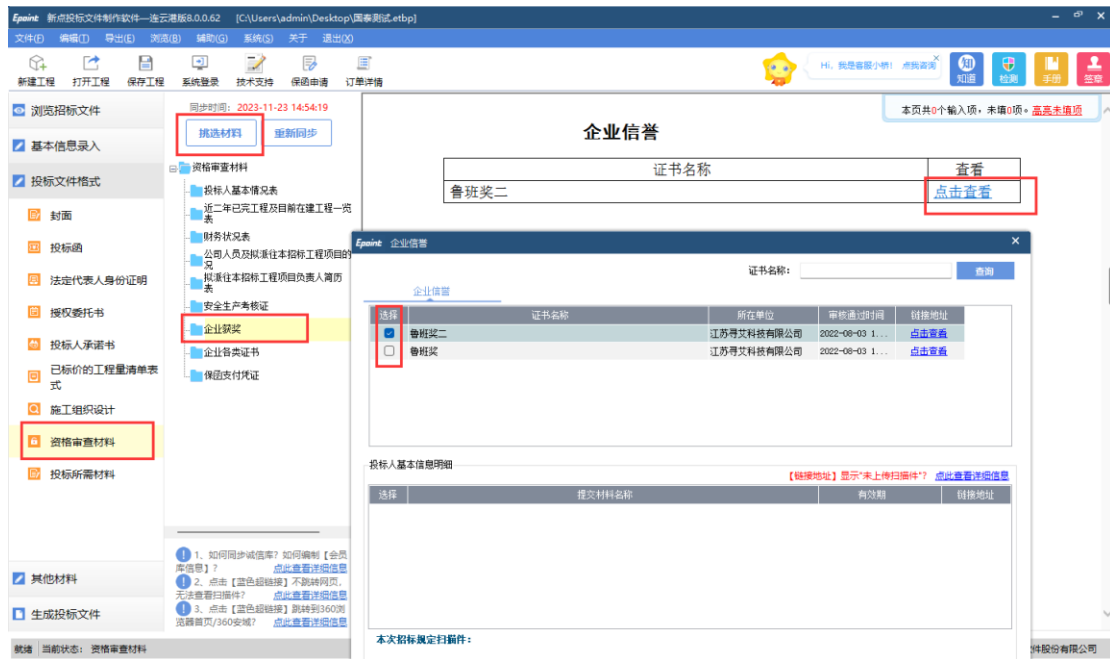 Epoint 新点投标文件制作软件—连云港版8.0.0.62 [C:\Users\admin\Desktop\国泰测试.etbp]
文件(F) 编辑(I) 导出(E) 浏览(B) 辅助(G) 系统(S) 关于 退出(X)
新建工程 打开工程 保存工程 系统登录 技术支持 保函申请 订单详情
Hi, 我是客服小桥! 点我咨询
知道 检测 手册 签章
浏览招标文件
基本信息录入
投标文件格式
封面
投标函
法定代表人身份证明
授权委托书
投标人承诺书
已标价的工程量清单表
式
施工组织设计
资格审查材料
投标所需材料
其他材料
生成投标文件
同步时间: 2023-11-23 14:54:19
挑选材料 重新同步
资格审查材料
投标人基本情况表
近二年已完工程及目前在建工程一览
表
财务状况表
公司人员及拟派往本招标工程项目的
况
拟派往本招标工程项目负责人简历
表
安全生产考核证
企业获奖
企业各类证书
保函支付凭证
1、如何同步诚信库? 如何编制【会员
库信息】? 点此查看详细信息
2、点击【蓝色超链接】不跳转网页,
无法查看扫描件? 点此查看详细信息
3、点击【蓝色超链接】跳转到360浏
览器首页/360安域? 点此查看详细信息
本页共0个输入项,未填0项。高亮未填项
企业信誉
证书名称 查看
鲁班奖二 点击查看
Epoint 企业信誉
证书名称: 查询
企业信誉
选择 证书名称 所在单位 审核通过时间 链接地址
鲁班奖二 江苏寻艾科技有限公司 2022-08-03 1... 点击查看
鲁班奖 江苏寻艾科技有限公司 2022-08-03 1... 点击查看
投标人基本信息明细
【链接地址】显示"未上传扫描件"? 点此查看详细信息
选择 提交材料名称 有效期 链接地址
本次招标规定扫描件:
就绪 当前状态: 资格审查材料
件股份有限公司